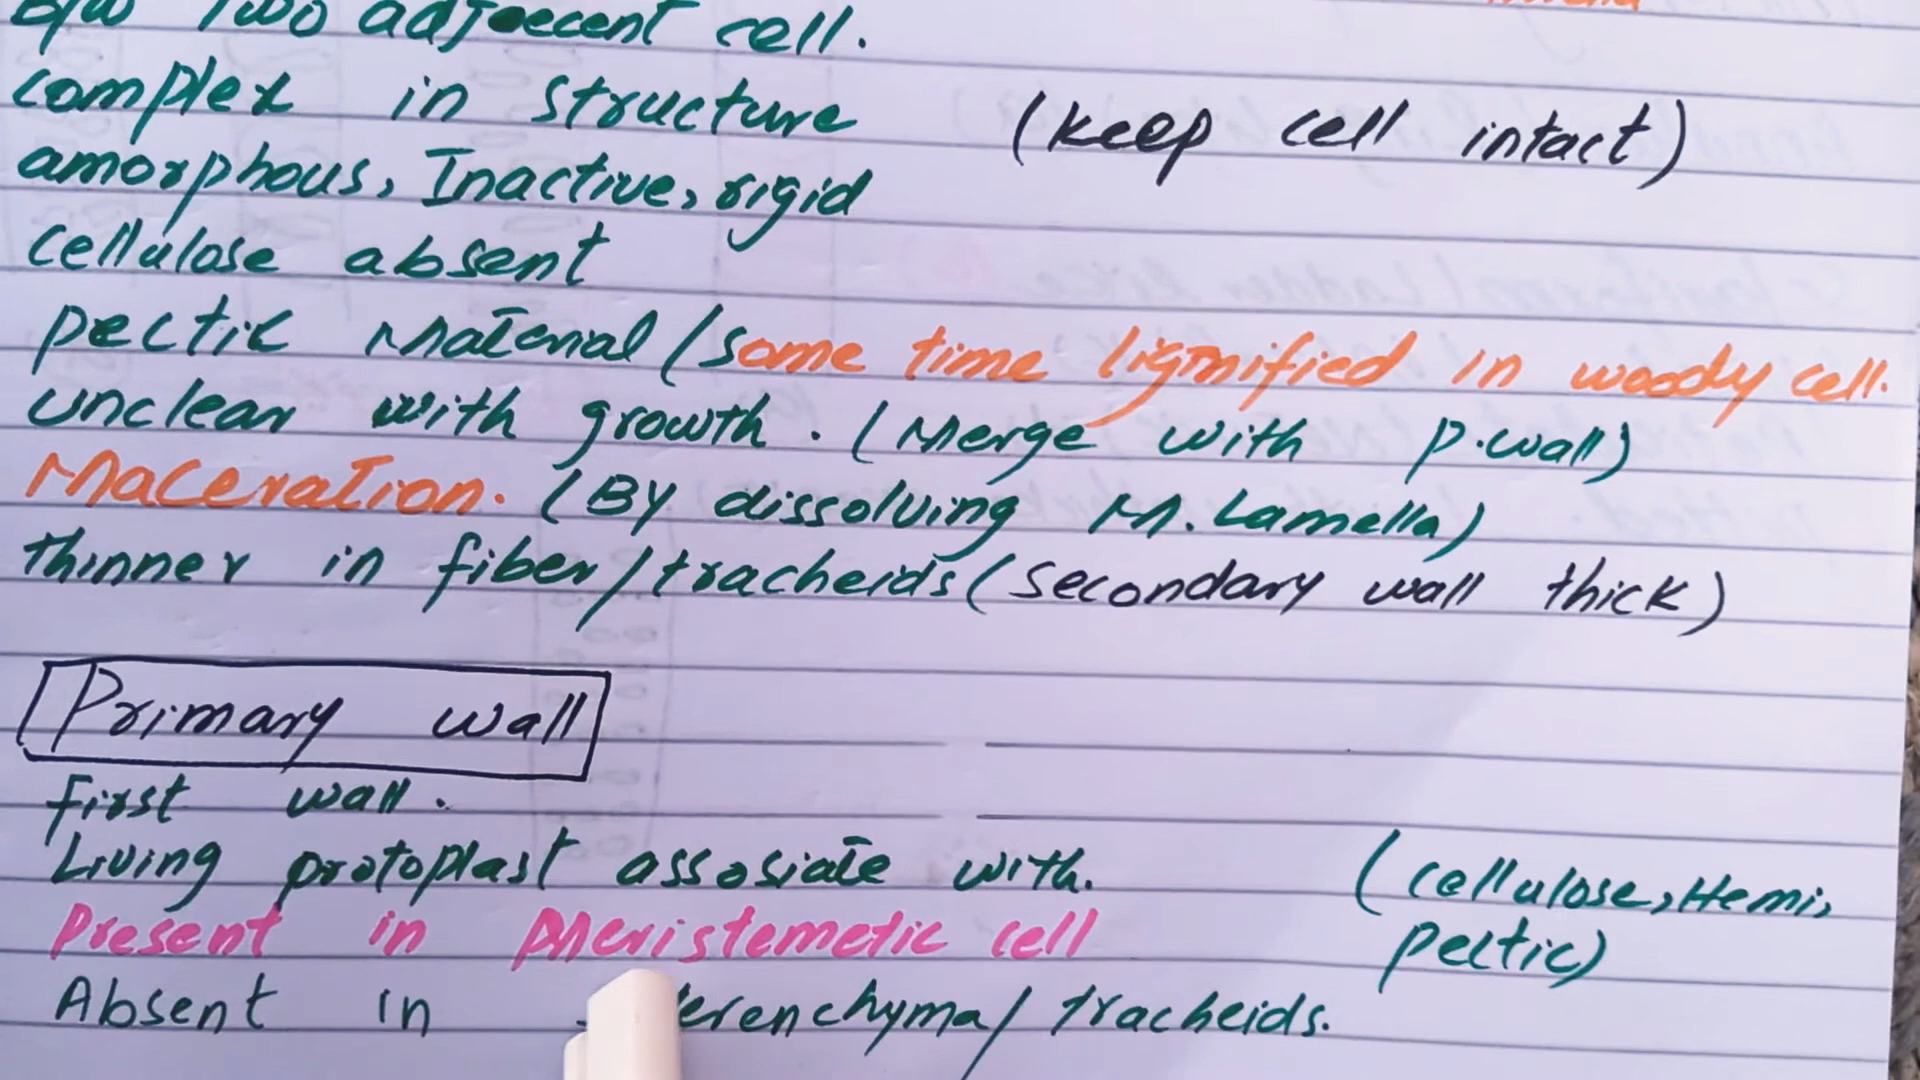 Two adjecent cell.
complex in structure (keep cell intact)
amorphous, Inactive, rigid
cellulose absent
pectic Material (some time lignified in woody cell.
unclear with growth. (Merge with p.wall)
Maceration. (By dissolving M. Lamella)
thinner in fiber/tracheids (secondary wall thick)
Primary wall
first wall.
Living protoplast assosiate with. (cellulose, Hemi,
Present in Meristemetic cell pectic)
Absent in tracheids.